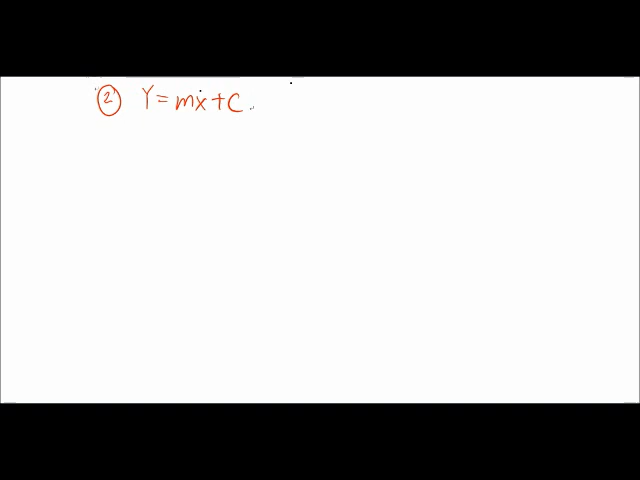 ② Y = mx + c